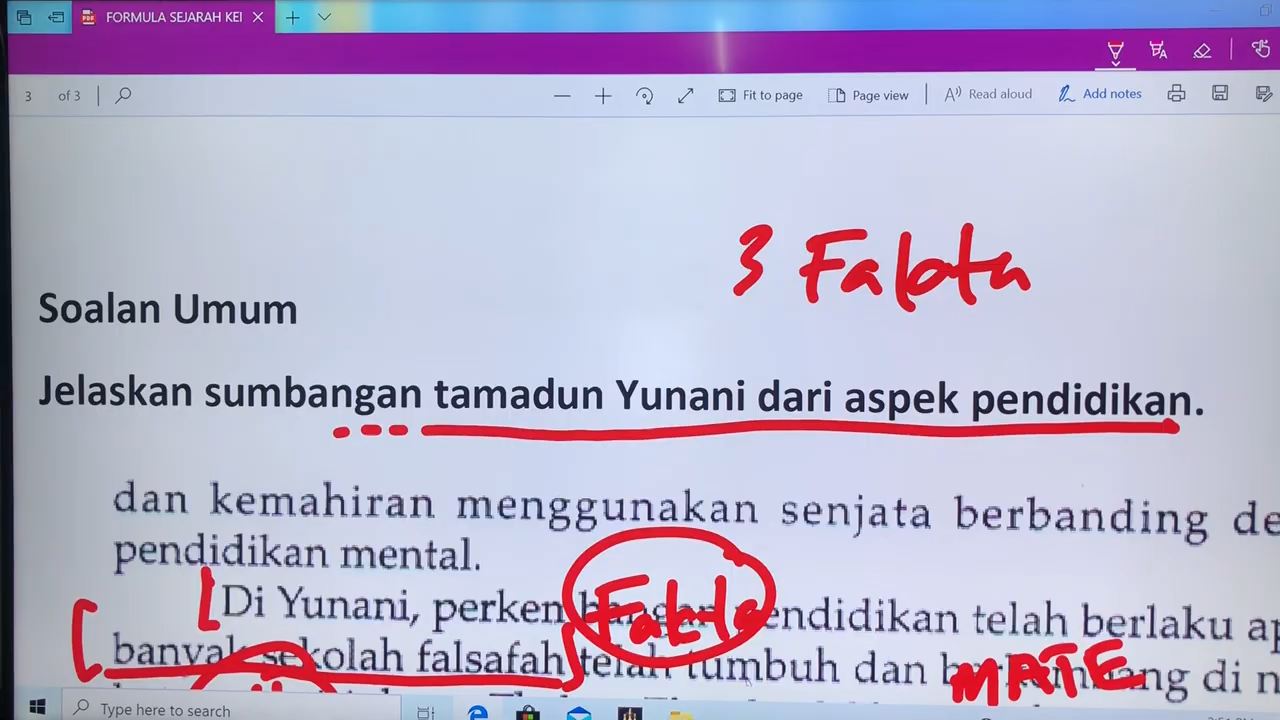 FORMULA SEJARAH KEI
3 of 3
Fit to page
Page view
Read aloud
Add notes
3 Fakta
Soalan Umum
Jelaskan sumbangan tamadun Yunani dari aspek pendidikan.
dan kemahiran menggunakan senjata berbanding de
pendidikan mental.
Di Yunani, perkembangan pendidikan telah berlaku ap
Fakta
banyak sekolah falsafah telah tumbuh dan berkembang di n
MATE
Type here to search